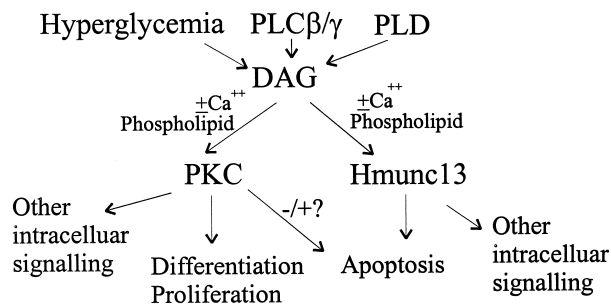 Hyperglycemia PLCβ/γ PLD
DAG
±Ca++ ±Ca++
Phospholipid Phospholipid
PKC Hmunc13
-/+?
Other
intracelluar
signalling
Differentiation
Proliferation
Apoptosis
Other
intracelluar
signalling